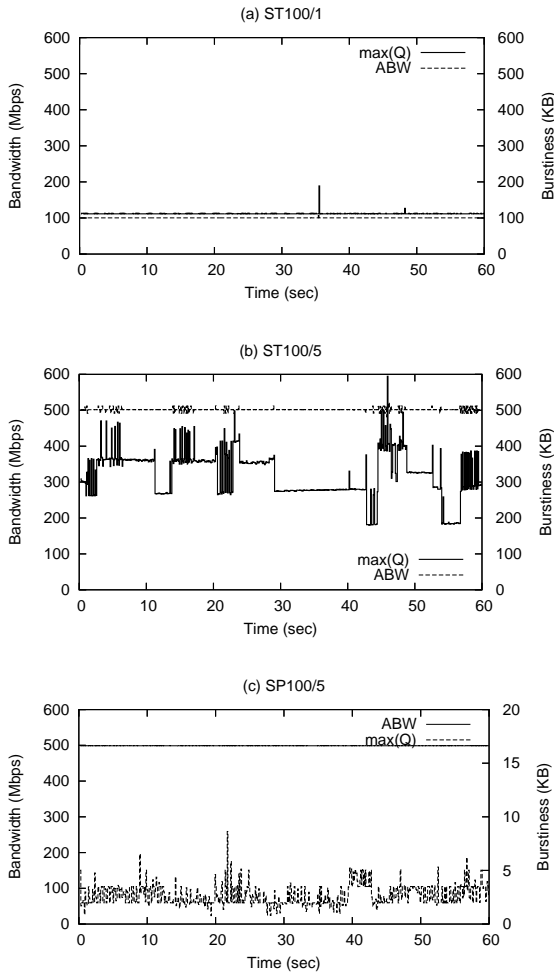 (a) ST100/1
600 600
max(Q)
ABW
500 500
400 400
300 300
200 200
100 100
0 0
Bandwidth (Mbps)
Burstiness (KB)
0 10 20 30 40 50 60
Time (sec)
(b) ST100/5
600 600
500 500
400 400
300 300
200 200
100 100
0 0
max(Q)
ABW
Bandwidth (Mbps)
Burstiness (KB)
0 10 20 30 40 50 60
Time (sec)
(c) SP100/5
600 20
ABW
max(Q)
500
15
400
300 10
200
5
100
0 0
Bandwidth (Mbps)
Burstiness (KB)
0 10 20 30 40 50 60
Time (sec)